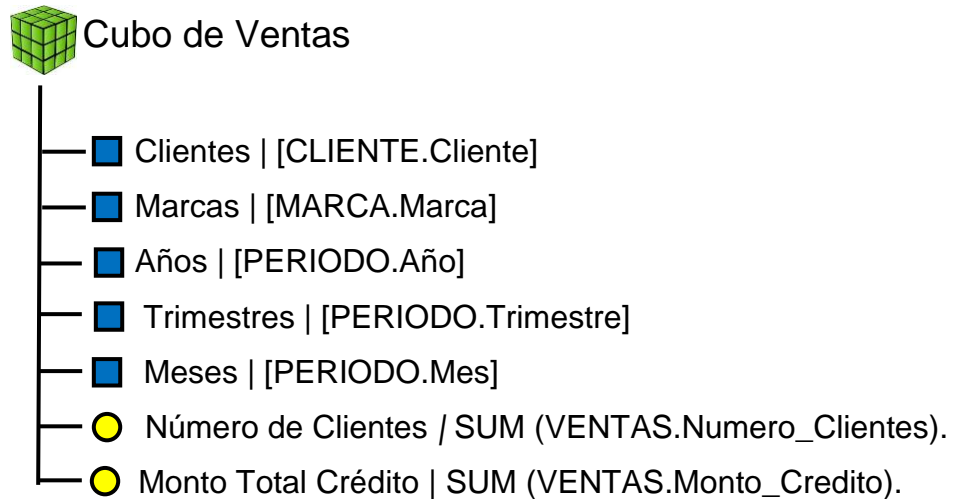 Cubo de Ventas
Clientes | [CLIENTE.Cliente]
Marcas | [MARCA.Marca]
Años | [PERIODO.Año]
Trimestres | [PERIODO.Trimestre]
Meses | [PERIODO.Mes]
Número de Clientes | SUM (VENTAS.Numero_Clientes).
Monto Total Crédito | SUM (VENTAS.Monto_Credito).